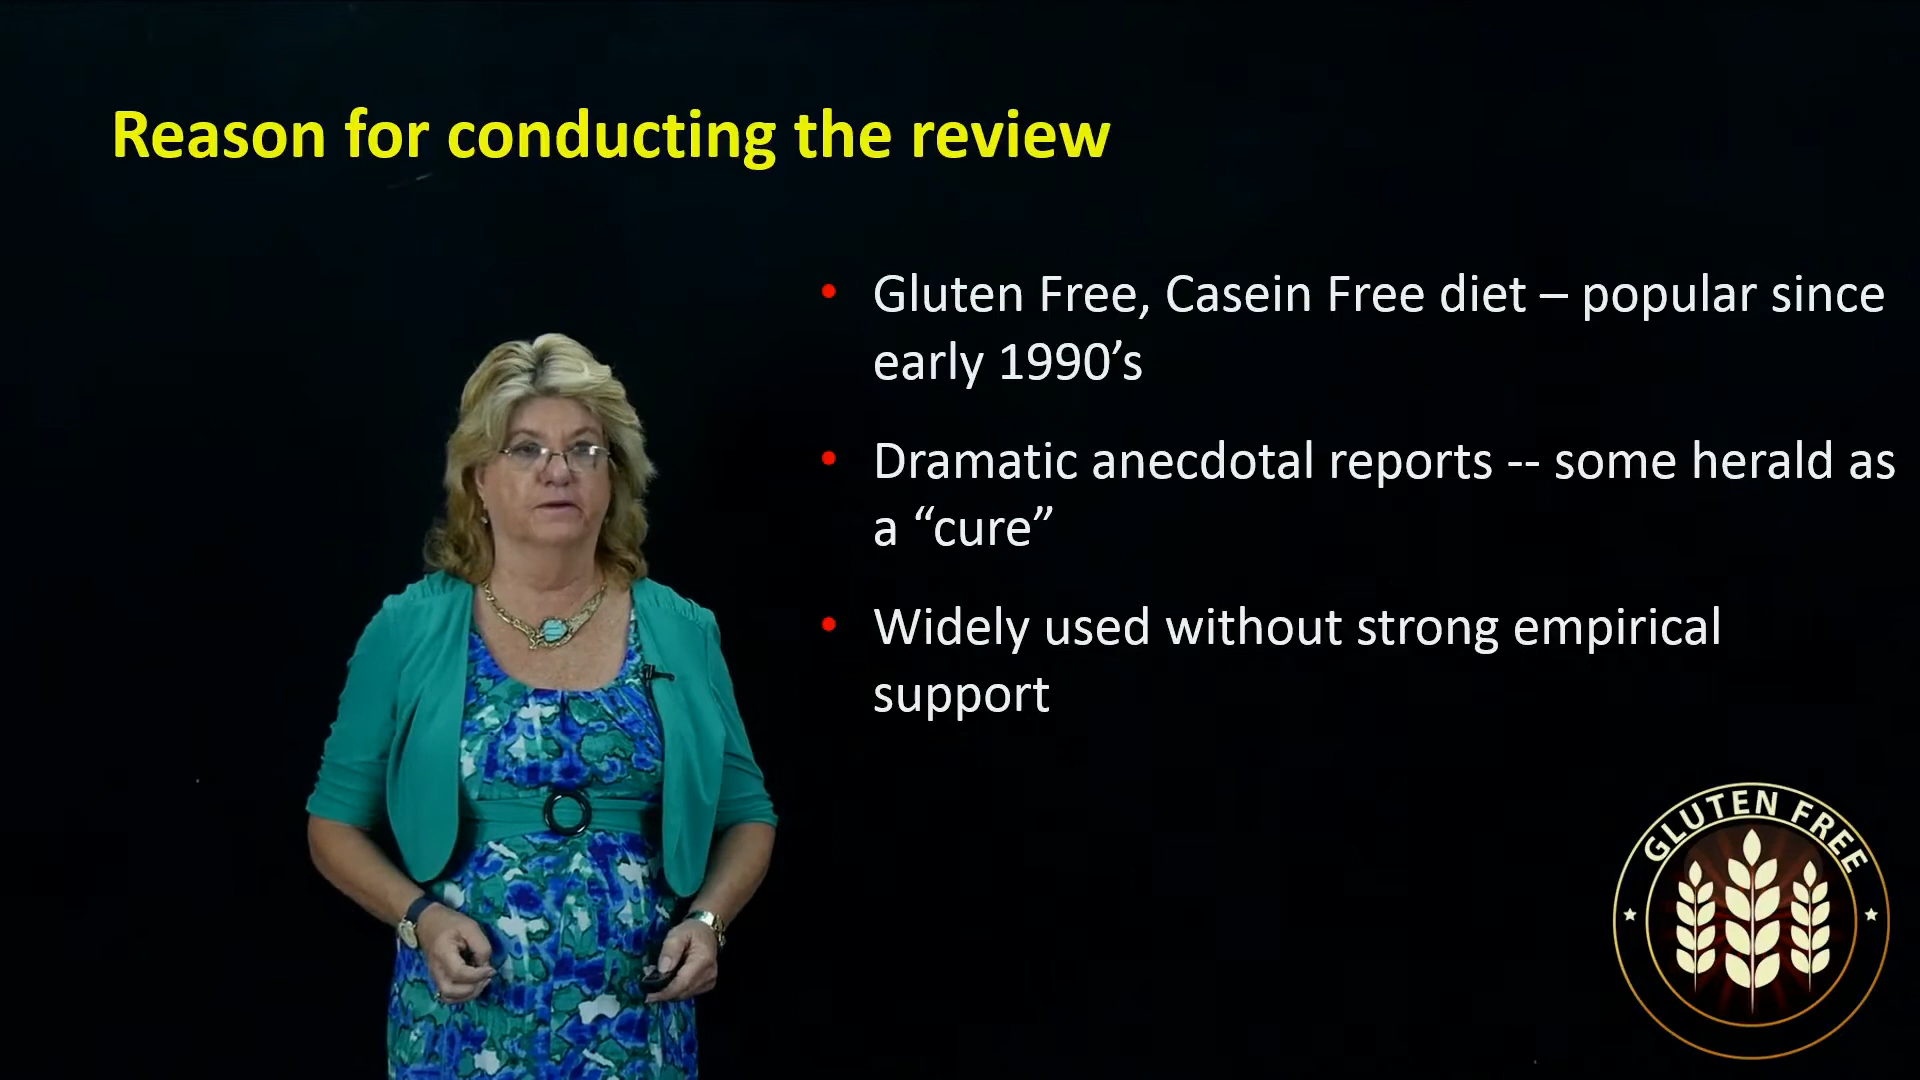 Reason for conducting the review
• Gluten Free, Casein Free diet – popular since
early 1990’s
• Dramatic anecdotal reports -- some herald as
a “cure”
• Widely used without strong empirical
support
GLUTEN FREE